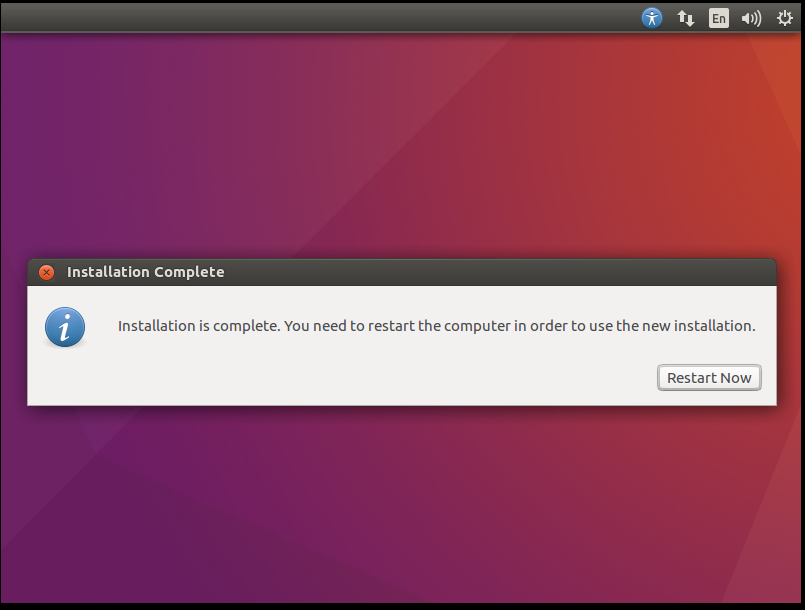 En
Installation Complete
Installation is complete. You need to restart the computer in order to use the new installation.
Restart Now